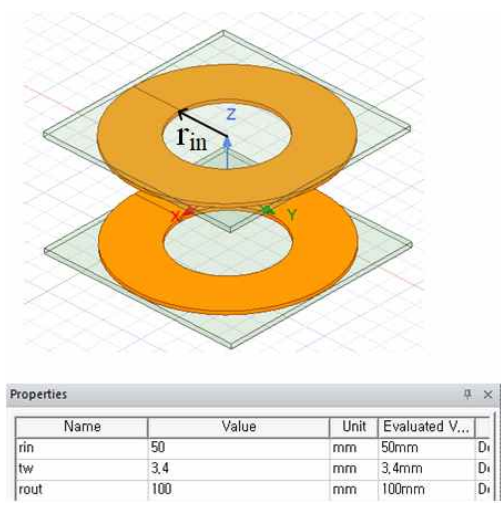 Z
rin
X
Y
Properties
Name Value Unit Evaluated V...
rin 50 mm 50mm
tw 3,4 mm 3,4mm
rout 100 mm 100mm